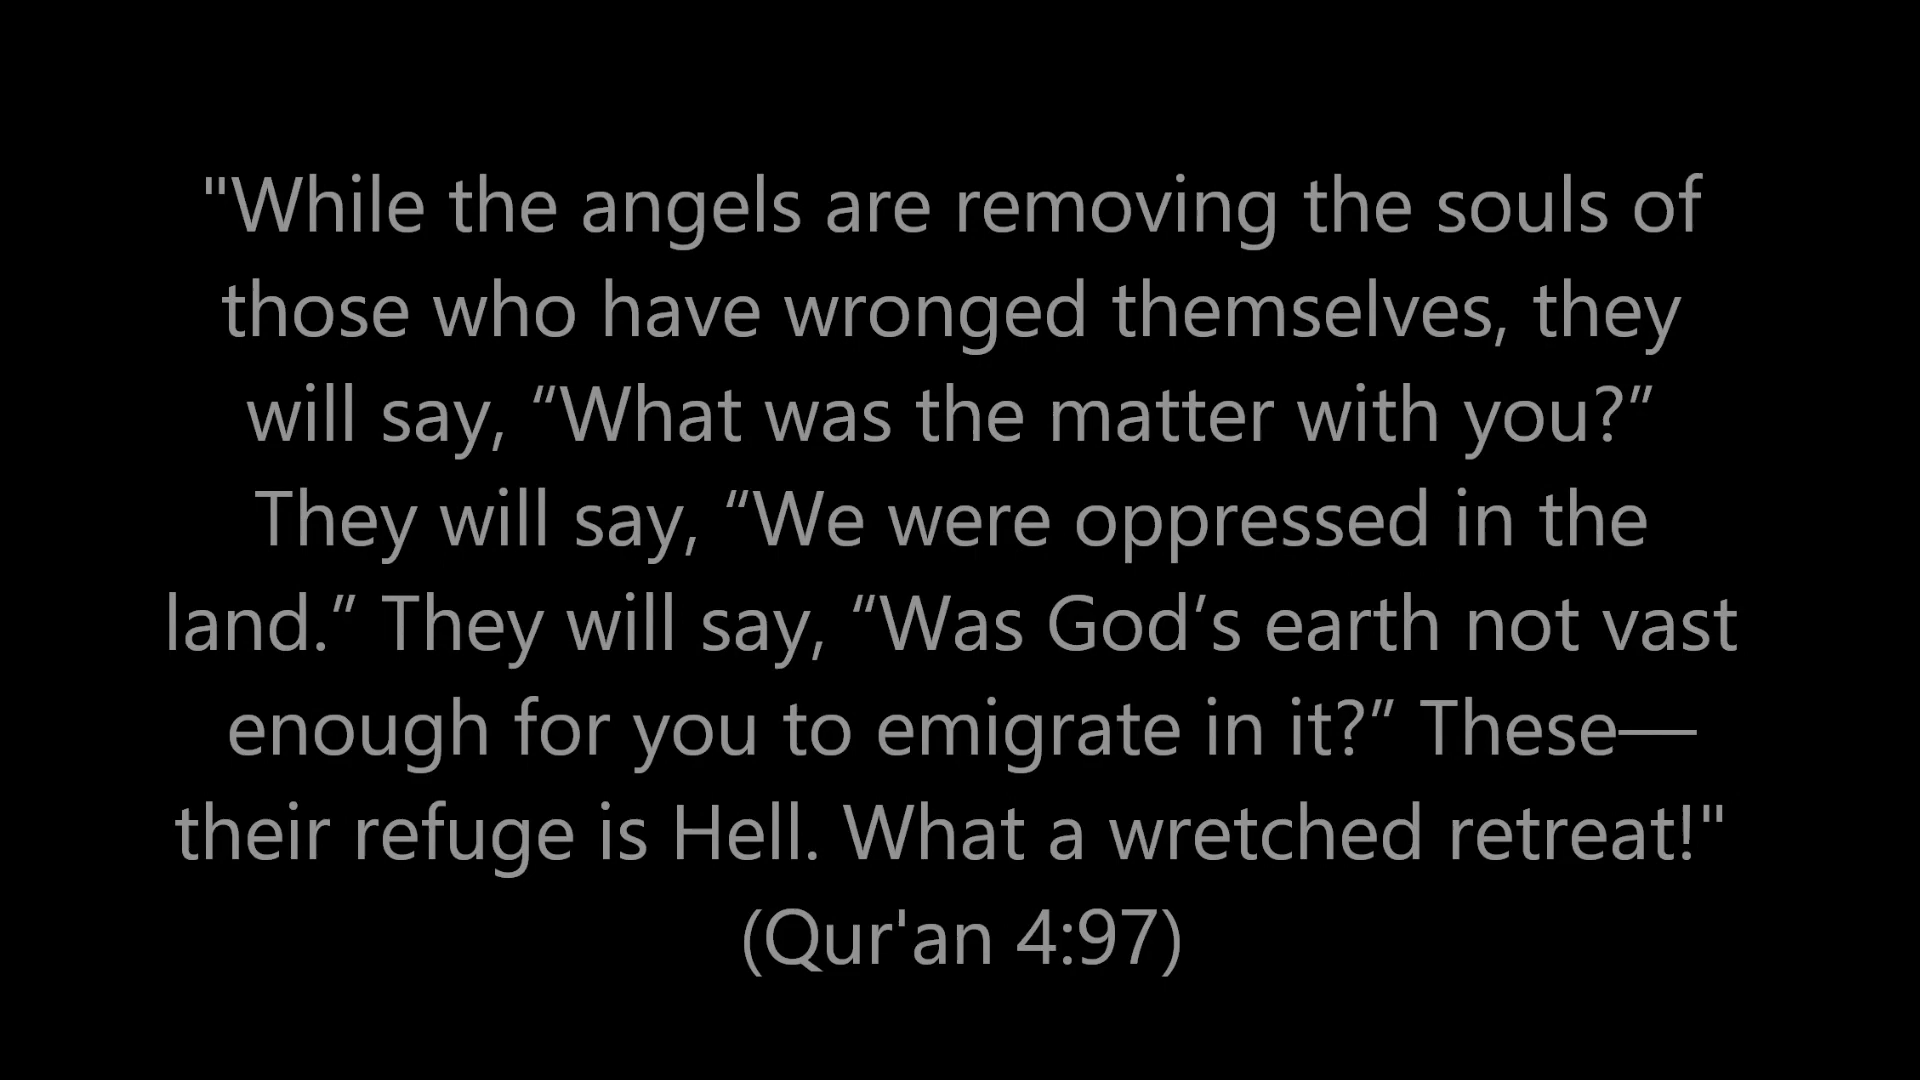 "While the angels are removing the souls of
those who have wronged themselves, they
will say, “What was the matter with you?”
They will say, “We were oppressed in the
land.” They will say, “Was God’s earth not vast
enough for you to emigrate in it?” These—
their refuge is Hell. What a wretched retreat!"
(Qur'an 4:97)